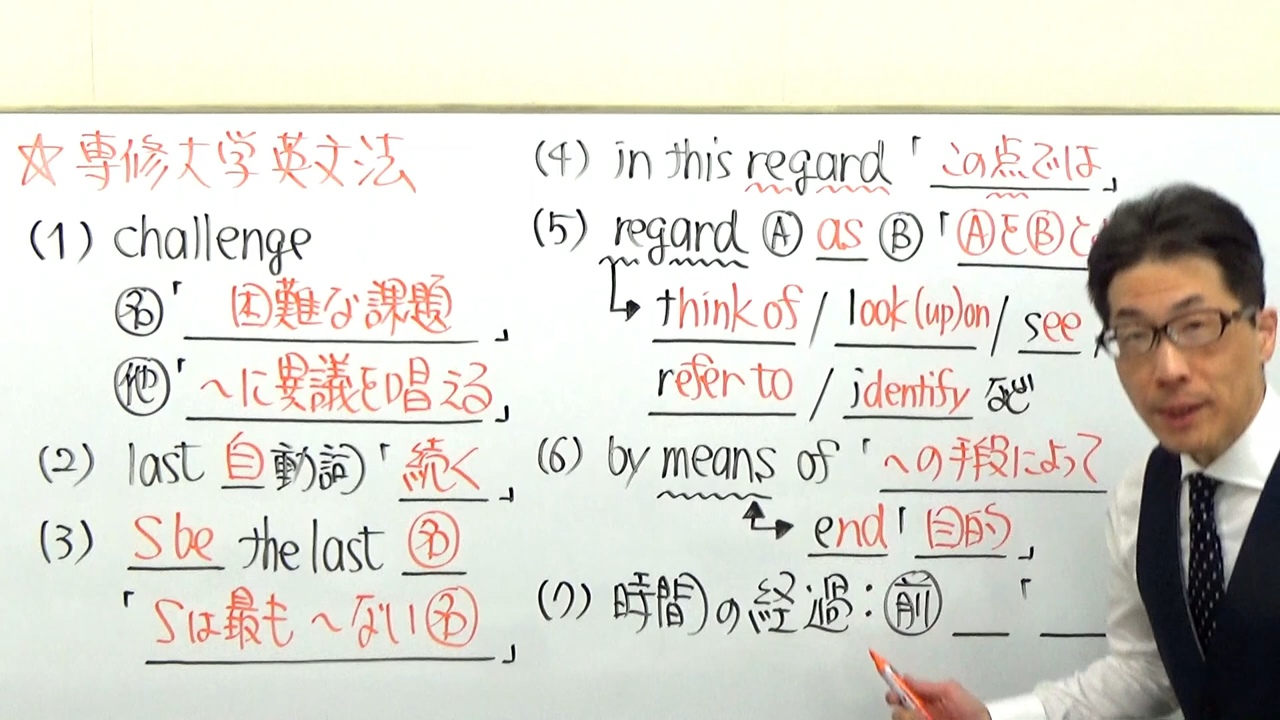 ☆専修大学英文法
(1) challenge
㊔「困難な課題」
㊀「～に異議を唱える」
(2) last 自動詞「続く」
(3) S be the last 名
「Sは最も～ない名」
(4) in this regard「この点では」
(5) regard Ⓐ as Ⓑ「ⒶをⒷと
think of / look (up)on / see
refer to / identify など
(6) by means of「への手段によって
end「目的」
(7) 時間の経過:前 「